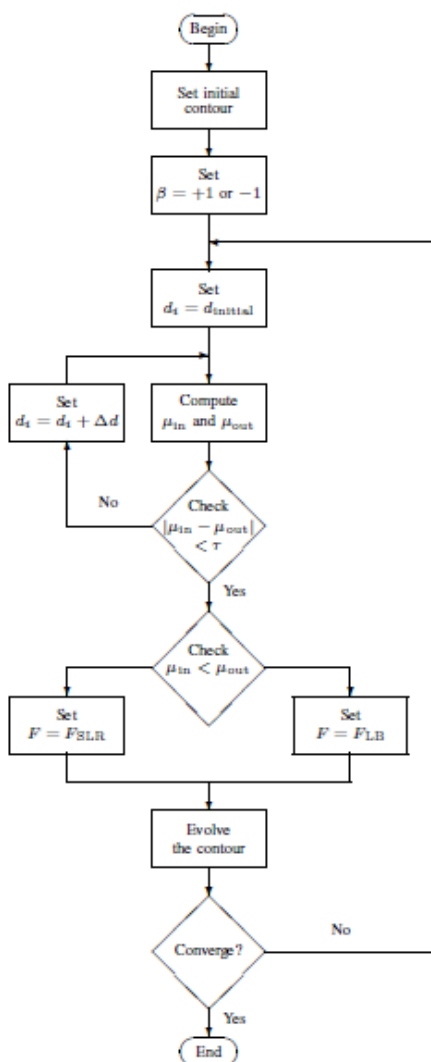 Begin
Set initial
contour
Set
β = +1 or −1
Set
d₁ = d_initial
Set
d₁ = d₁ + Δd
Compute
μ_in and μ_out
No
Check
|μ_in − μ_out|
< τ
Yes
Check
μ_in < μ_out
Set
F = F_SLR
Set
F = F_LB
Evolve
the contour
Converge?
No
Yes
End